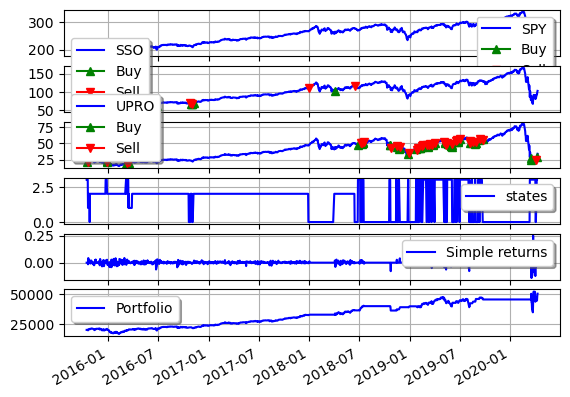 300
200
SPY
Buy
SSO
Buy
Sell
150
100
50
UPRO
Buy
Sell
75
50
25
2.5
0.0
states
0.25
0.00
Simple returns
50000
25000
Portfolio
2016-01
2016-07
2017-01
2017-07
2018-01
2018-07
2019-01
2019-07
2020-01